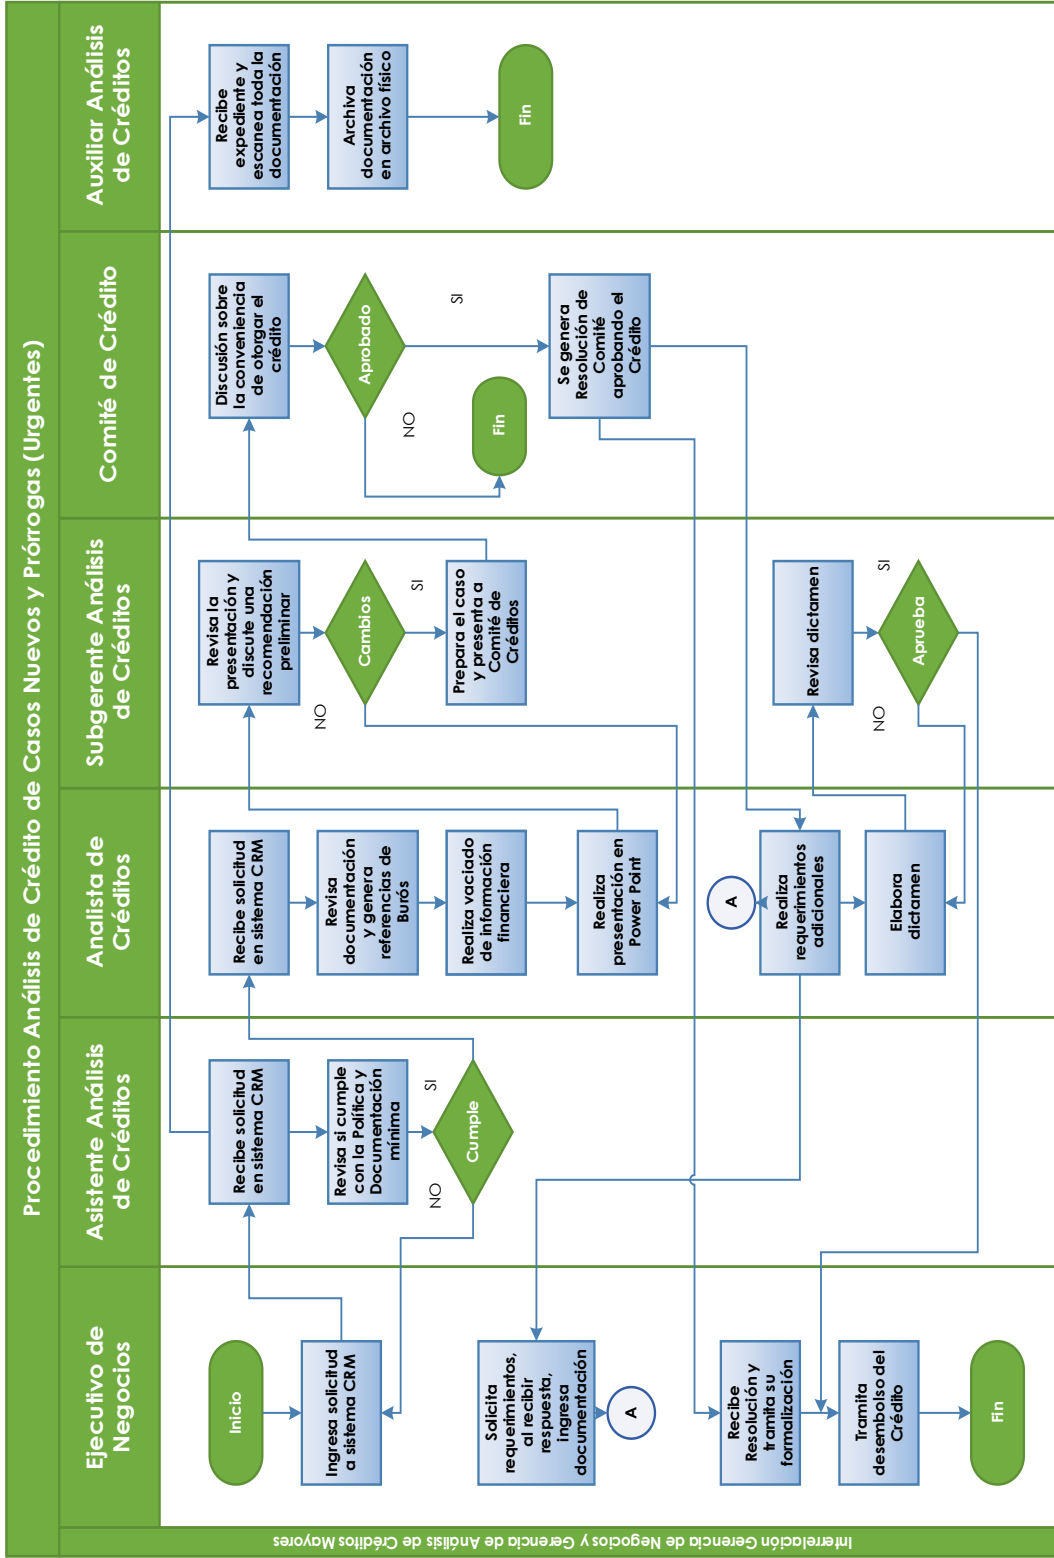 Procedimiento Análisis de Crédito de Casos Nuevos y Prórrogas (Urgentes)
Interrelación Gerencia de Negocios y Gerencia de Análisis de Créditos Mayores
Ejecutivo de
Negocios
Inicio
Ingresa solicitud
a sistema CRM
Solicita
requerimientos,
al recibir
respuesta,
ingresa
documentación
A
Recibe
Resolución y
tramita su
formalización
Tramita
desembolso del
Crédito
Fin
Asistente Análisis
de Créditos
Recibe solicitud
en sistema CRM
Revisa si cumple
con la Política y
Documentación
mínima
Cumple
NO
SI
Analista de
Créditos
Recibe solicitud
en sistema CRM
Revisa
documentación
y genera
referencias de
Burós
Realiza vaciado
de información
financiera
Realiza
presentación en
Power Point
A
Realiza
requerimientos
adicionales
Elabora
dictamen
Subgerente Análisis
de Créditos
Revisa la
presentación y
discute una
recomendación
preliminar
NO
Cambios
SI
Prepara el caso
y presenta a
Comité de
Créditos
Revisa dictamen
NO
Aprueba
SI
Comité de Crédito
Discusión sobre
la conveniencia
de otorgar el
crédito
Aprobado
NO
SI
Fin
Se genera
Resolución de
Comité
aprobando el
Crédito
Auxiliar Análisis
de Créditos
Recibe
expediente y
escanea toda la
documentación
Archiva
documentación
en archivo físico
Fin